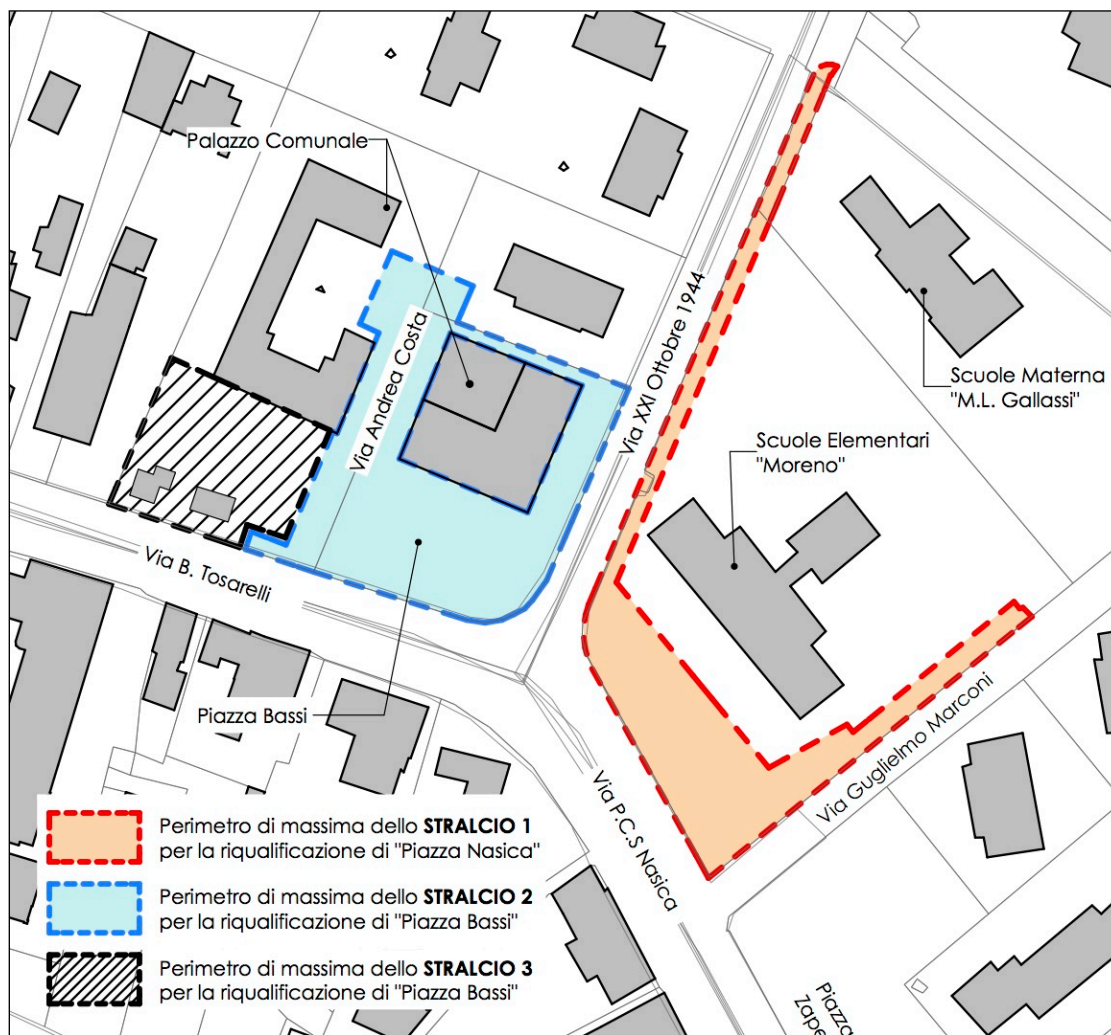 Palazzo Comunale
Via XXI Ottobre 1944
Via Andrea Costa
Scuole Materna
"M.L. Gallassi"
Scuole Elementari
"Moreno"
Via B. Tosarelli
Piazza Bassi
Via P.C.S Nasica
Via Guglielmo Marconi
Perimetro di massima dello STRALCIO 1
per la riqualificazione di "Piazza Nasica"
Perimetro di massima dello STRALCIO 2
per la riqualificazione di "Piazza Bassi"
Perimetro di massima dello STRALCIO 3
per la riqualificazione di "Piazza Bassi"
Piazza
Zape